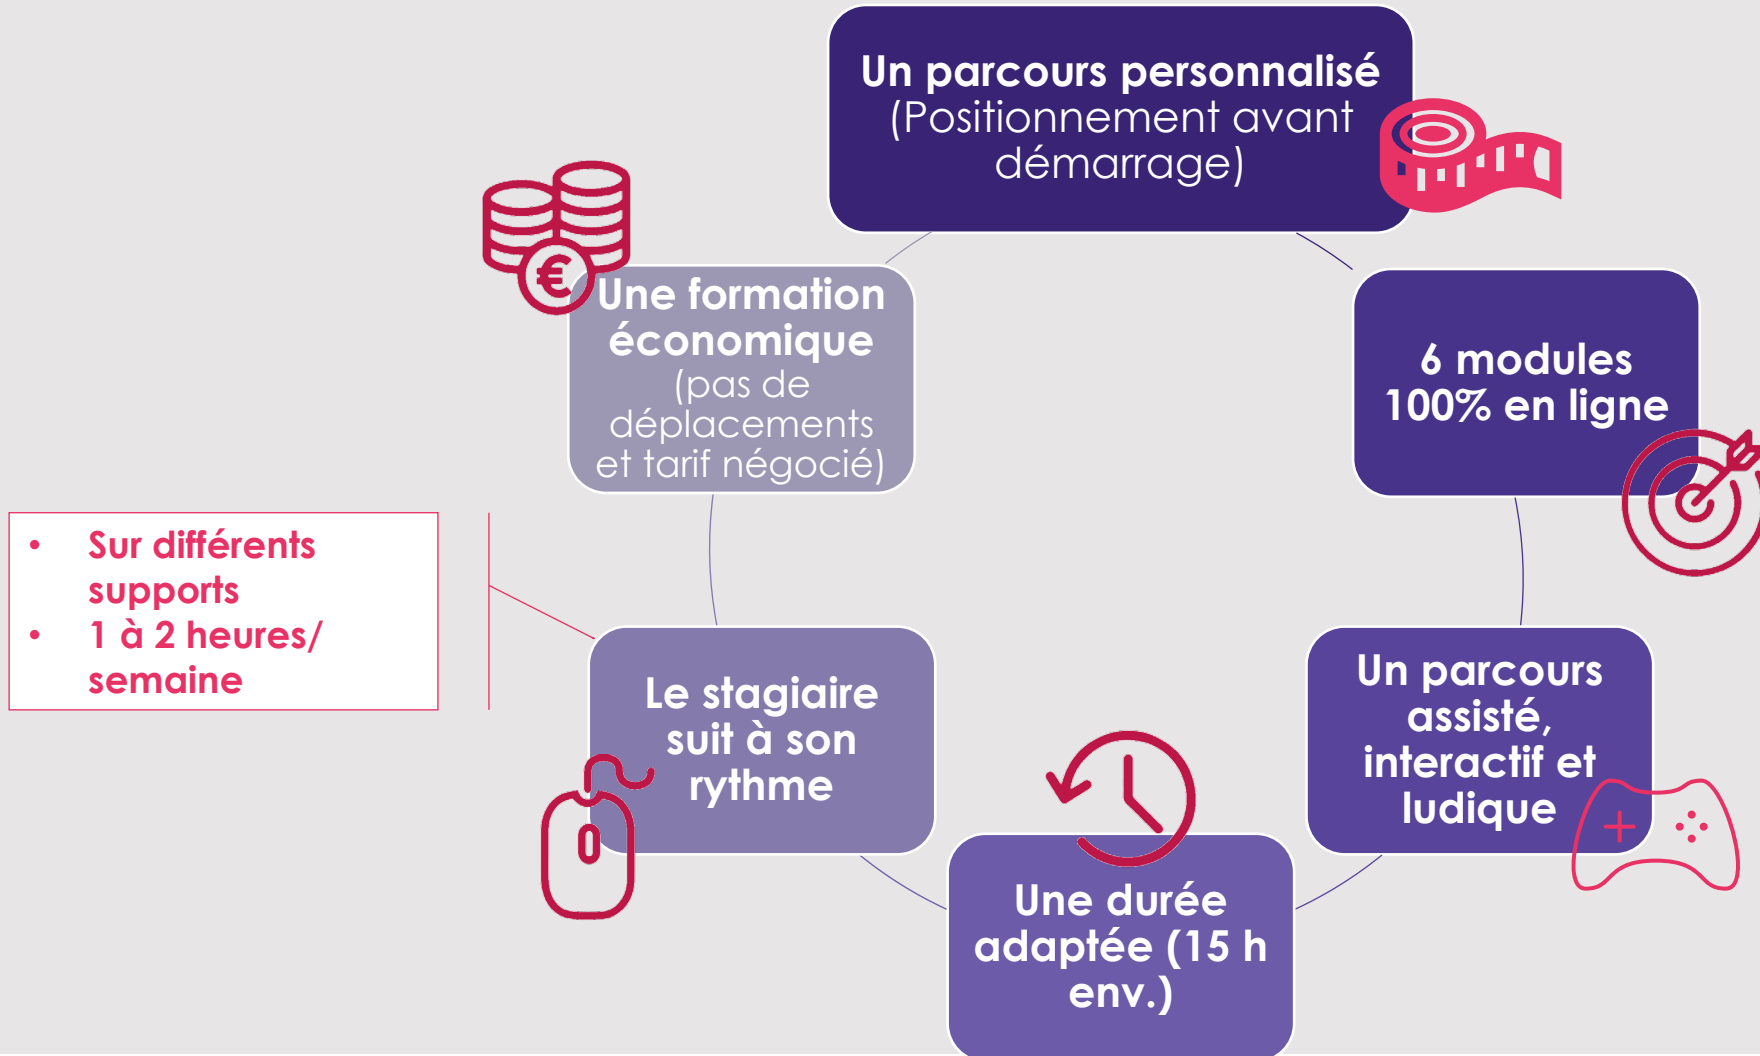 Un parcours personnalisé
(Positionnement avant
démarrage)
6 modules
100% en ligne
Un parcours
assisté,
interactif et
ludique
Une durée
adaptée (15 h
env.)
Le stagiaire
suit à son
rythme
• Sur différents
supports
• 1 à 2 heures/
semaine
Une formation
économique
(pas de
déplacements
et tarif négocié)
€